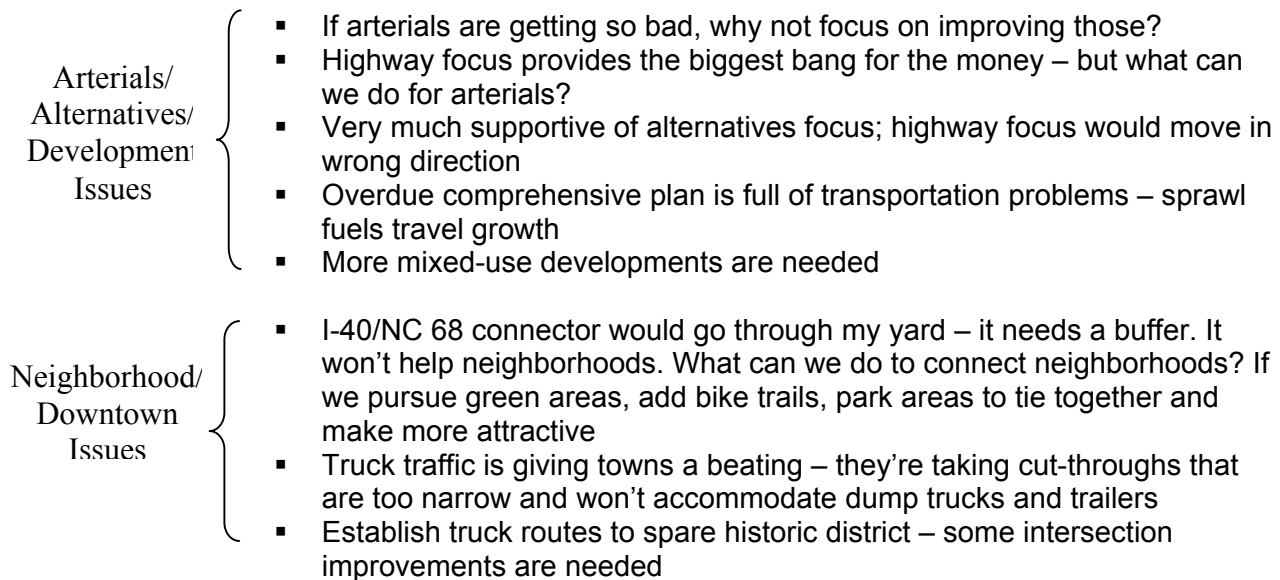 Arterials/
Alternatives/
Development
Issues
▪ If arterials are getting so bad, why not focus on improving those?
▪ Highway focus provides the biggest bang for the money – but what can
we do for arterials?
▪ Very much supportive of alternatives focus; highway focus would move in
wrong direction
▪ Overdue comprehensive plan is full of transportation problems – sprawl
fuels travel growth
▪ More mixed-use developments are needed
Neighborhood/
Downtown
Issues
▪ I-40/NC 68 connector would go through my yard – it needs a buffer. It
won’t help neighborhoods. What can we do to connect neighborhoods? If
we pursue green areas, add bike trails, park areas to tie together and
make more attractive
▪ Truck traffic is giving towns a beating – they’re taking cut-throughs that
are too narrow and won’t accommodate dump trucks and trailers
▪ Establish truck routes to spare historic district – some intersection
improvements are needed